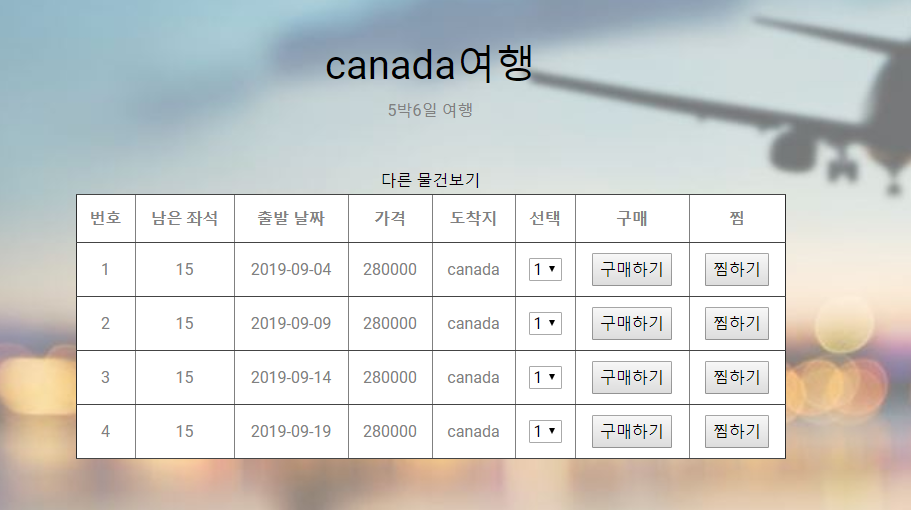 canada여행
5박6일 여행
다른 물건보기
번호 남은 좌석 출발 날짜 가격 도착지 선택 구매 찜
1 15 2019-09-04 280000 canada 1 구매하기 찜하기
2 15 2019-09-09 280000 canada 1 구매하기 찜하기
3 15 2019-09-14 280000 canada 1 구매하기 찜하기
4 15 2019-09-19 280000 canada 1 구매하기 찜하기